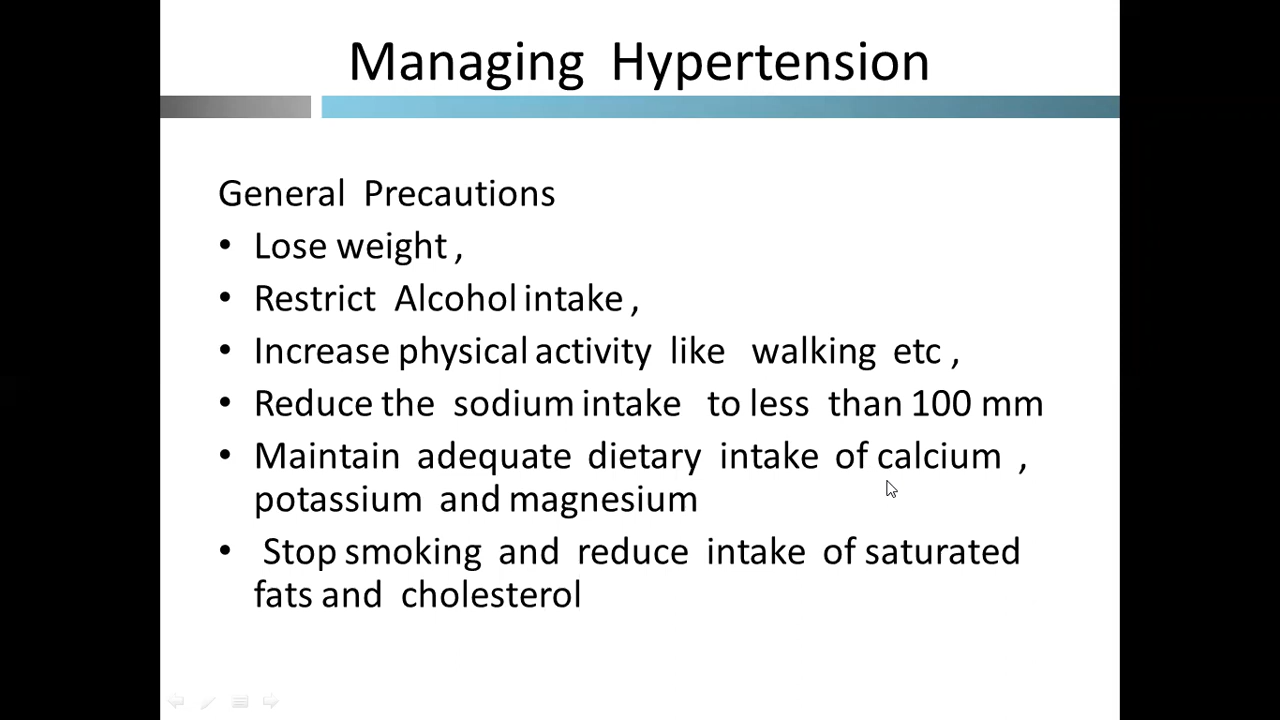 Managing Hypertension
General Precautions
• Lose weight ,
• Restrict Alcohol intake ,
• Increase physical activity like walking etc ,
• Reduce the sodium intake to less than 100 mm
• Maintain adequate dietary intake of calcium ,
potassium and magnesium
• Stop smoking and reduce intake of saturated
fats and cholesterol